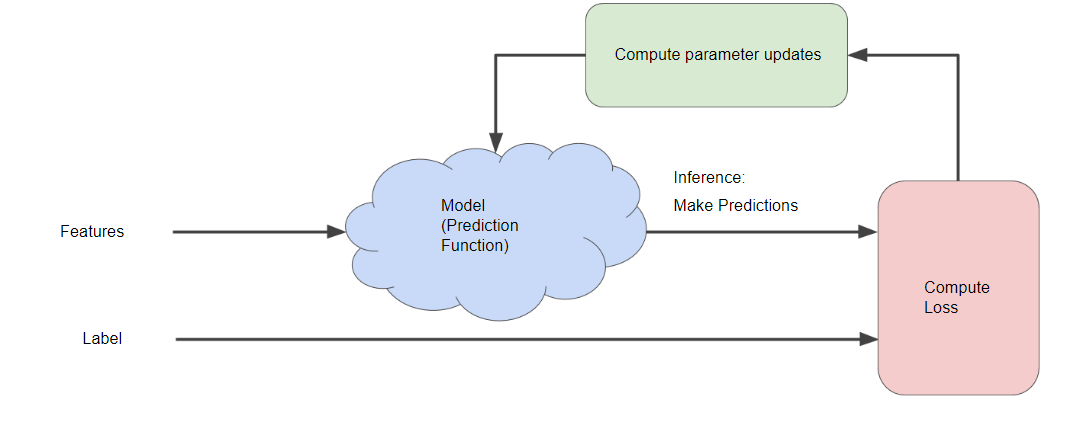 Compute parameter updates
Inference:
Make Predictions
Model
(Prediction
Function)
Features
Compute
Loss
Label